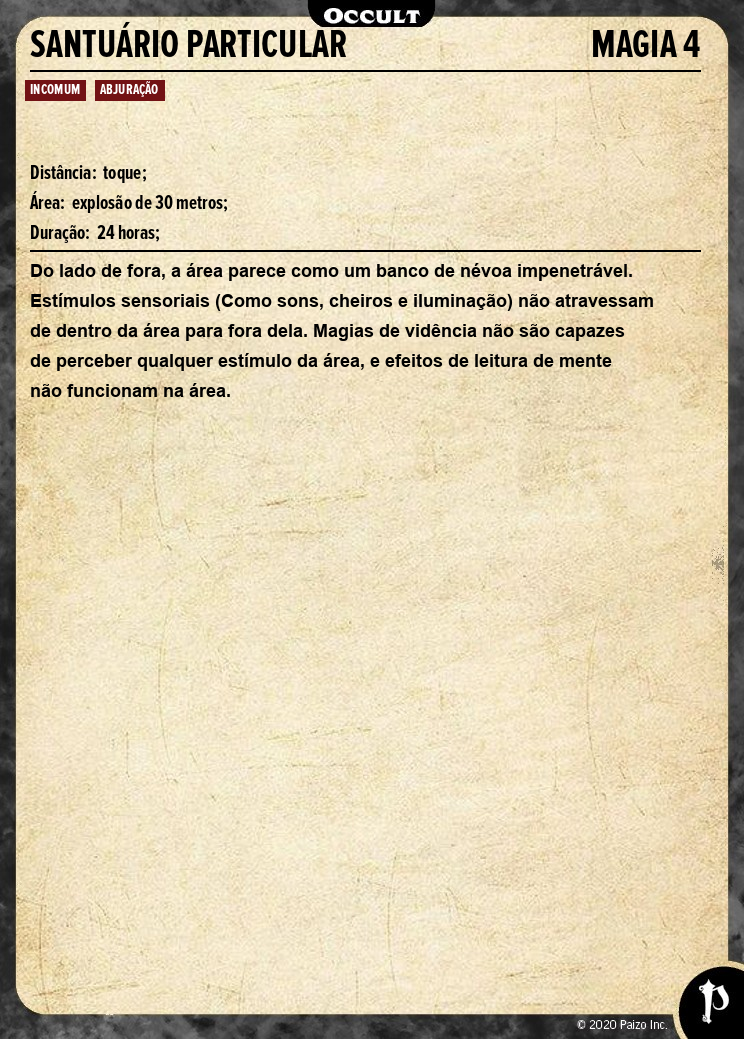 OCCULT
SANTUÁRIO PARTICULAR MAGIA 4
INCOMUM ABJURAÇÃO
Distância: toque;
Área: explosão de 30 metros;
Duração: 24 horas;
Do lado de fora, a área parece como um banco de névoa impenetrável.
Estímulos sensoriais (Como sons, cheiros e iluminação) não atravessam
de dentro da área para fora dela. Magias de vidência não são capazes
de perceber qualquer estímulo da área, e efeitos de leitura de mente
não funcionam na área.
© 2020 Paizo Inc.
P